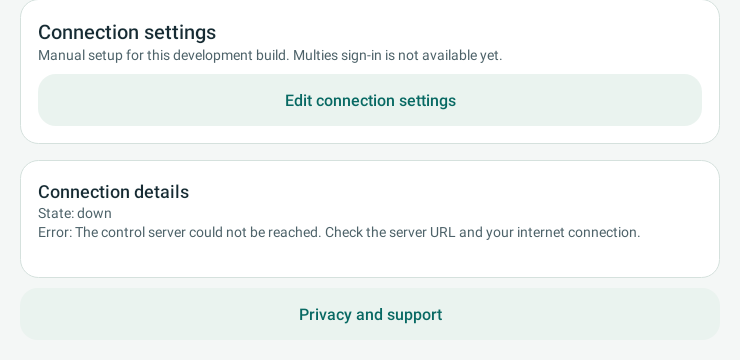 Connection settings
Manual setup for this development build. Multies sign-in is not available yet.
Edit connection settings
Connection details
State: down
Error: The control server could not be reached. Check the server URL and your internet connection.
Privacy and support